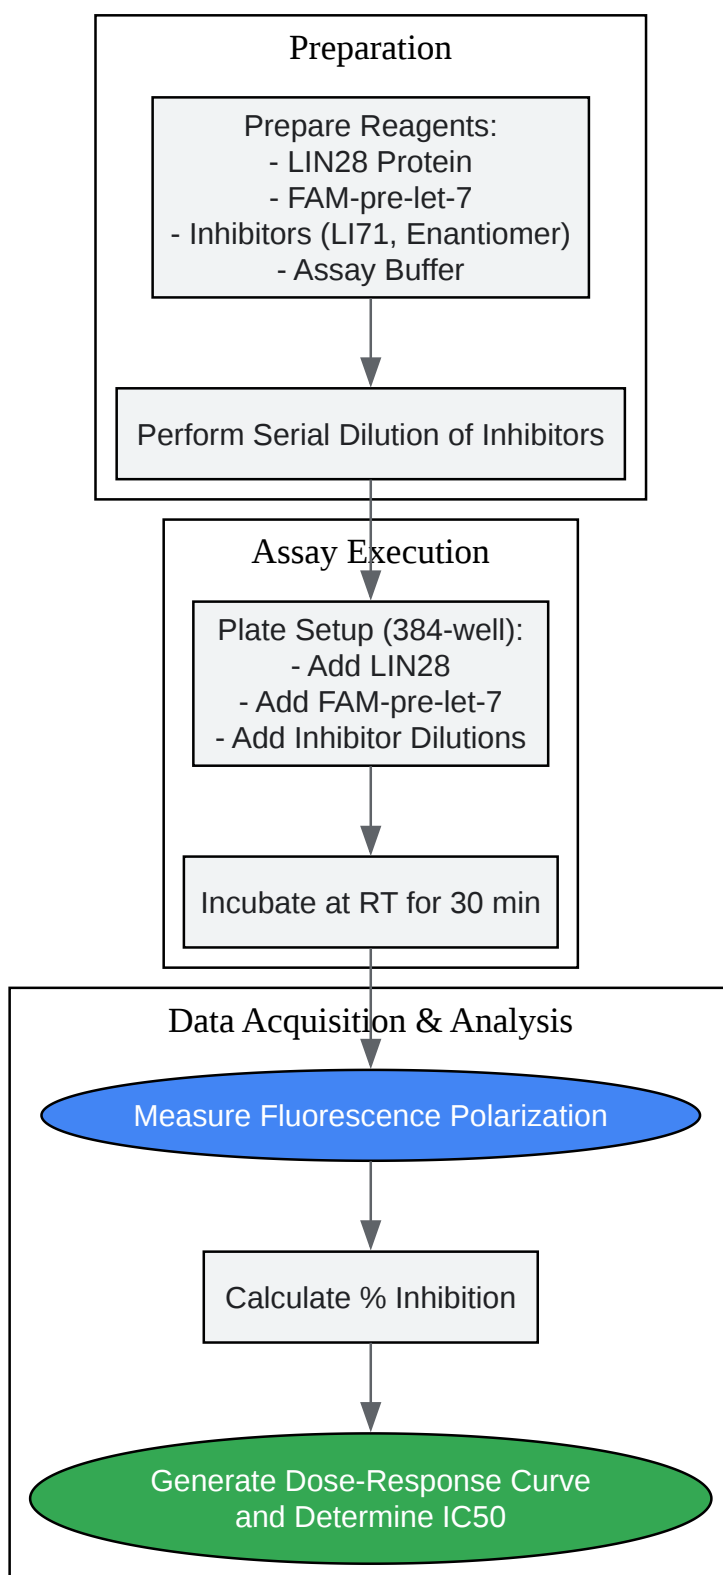 Preparation
Prepare Reagents:
- LIN28 Protein
- FAM-pre-let-7
- Inhibitors (LI71, Enantiomer)
- Assay Buffer
Perform Serial Dilution of Inhibitors
Assay Execution
Plate Setup (384-well):
- Add LIN28
- Add FAM-pre-let-7
- Add Inhibitor Dilutions
Incubate at RT for 30 min
Data Acquisition & Analysis
Measure Fluorescence Polarization
Calculate % Inhibition
Generate Dose-Response Curve
and Determine IC50